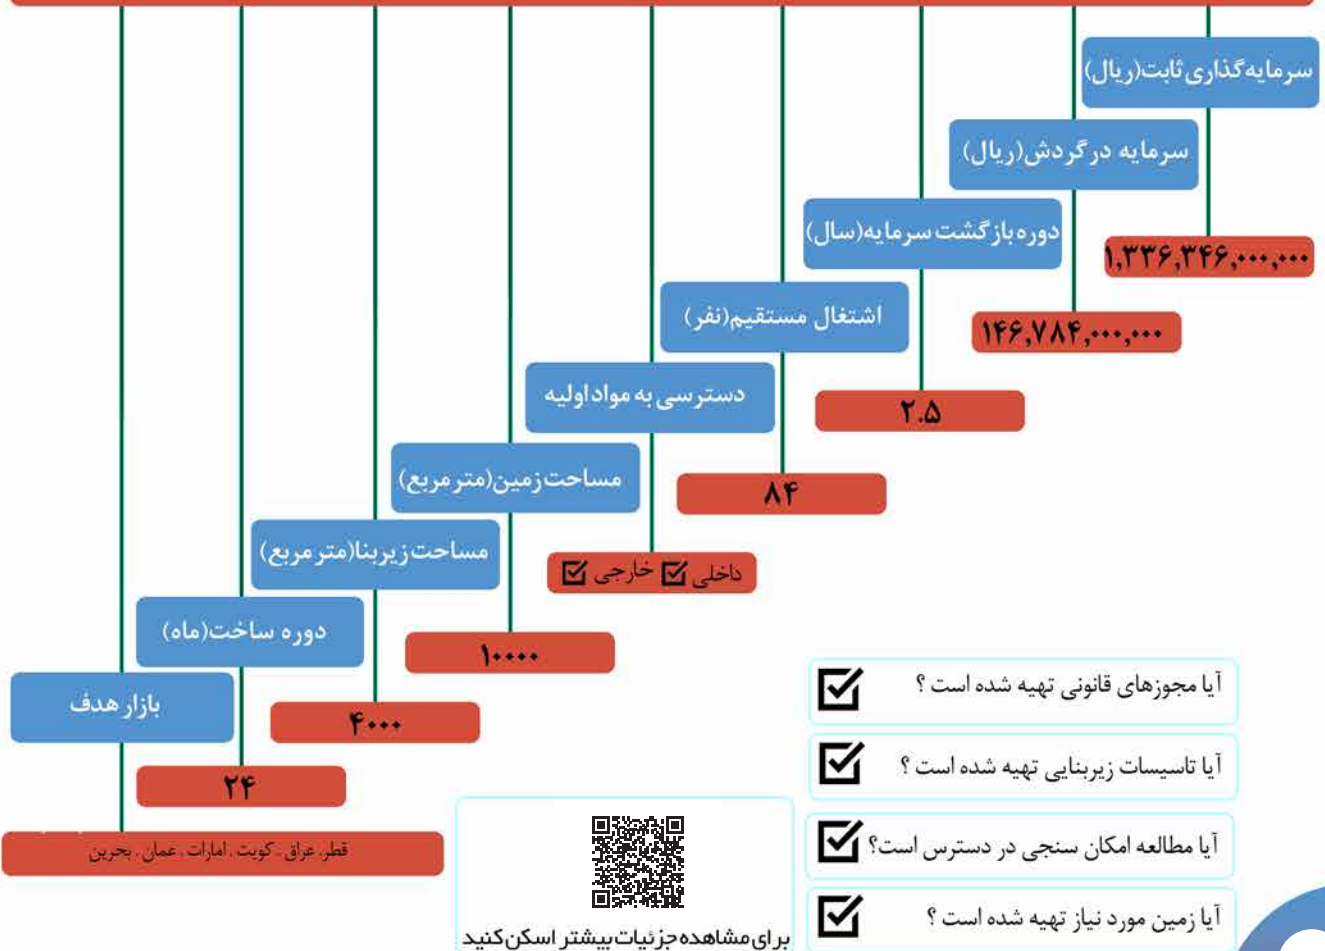 سرمایه‌گذاری ثابت(ریال)
۱,۳۳۶,۳۴۶,۰۰۰,۰۰۰
سرمایه در گردش(ریال)
۱۴۶,۷۸۴,۰۰۰,۰۰۰
دوره بازگشت سرمایه(سال)
۲.۵
اشتغال مستقیم(نفر)
۸۴
دسترسی به مواد اولیه
داخلی ☑ خارجی ☑
مساحت زمین(متر مربع)
۱۰۰۰۰
مساحت زیربنا(متر مربع)
۴۰۰۰
دوره ساخت(ماه)
۲۴
بازار هدف
قطر. عراق . کویت . امارات . عمان . بحرین
آیا مجوزهای قانونی تهیه شده است ؟ ☑
آیا تاسیسات زیربنایی تهیه شده است ؟ ☑
آیا مطالعه امکان سنجی در دسترس است؟ ☑
آیا زمین مورد نیاز تهیه شده است ؟ ☑
برای مشاهده جزئیات بیشتر اسکن کنید